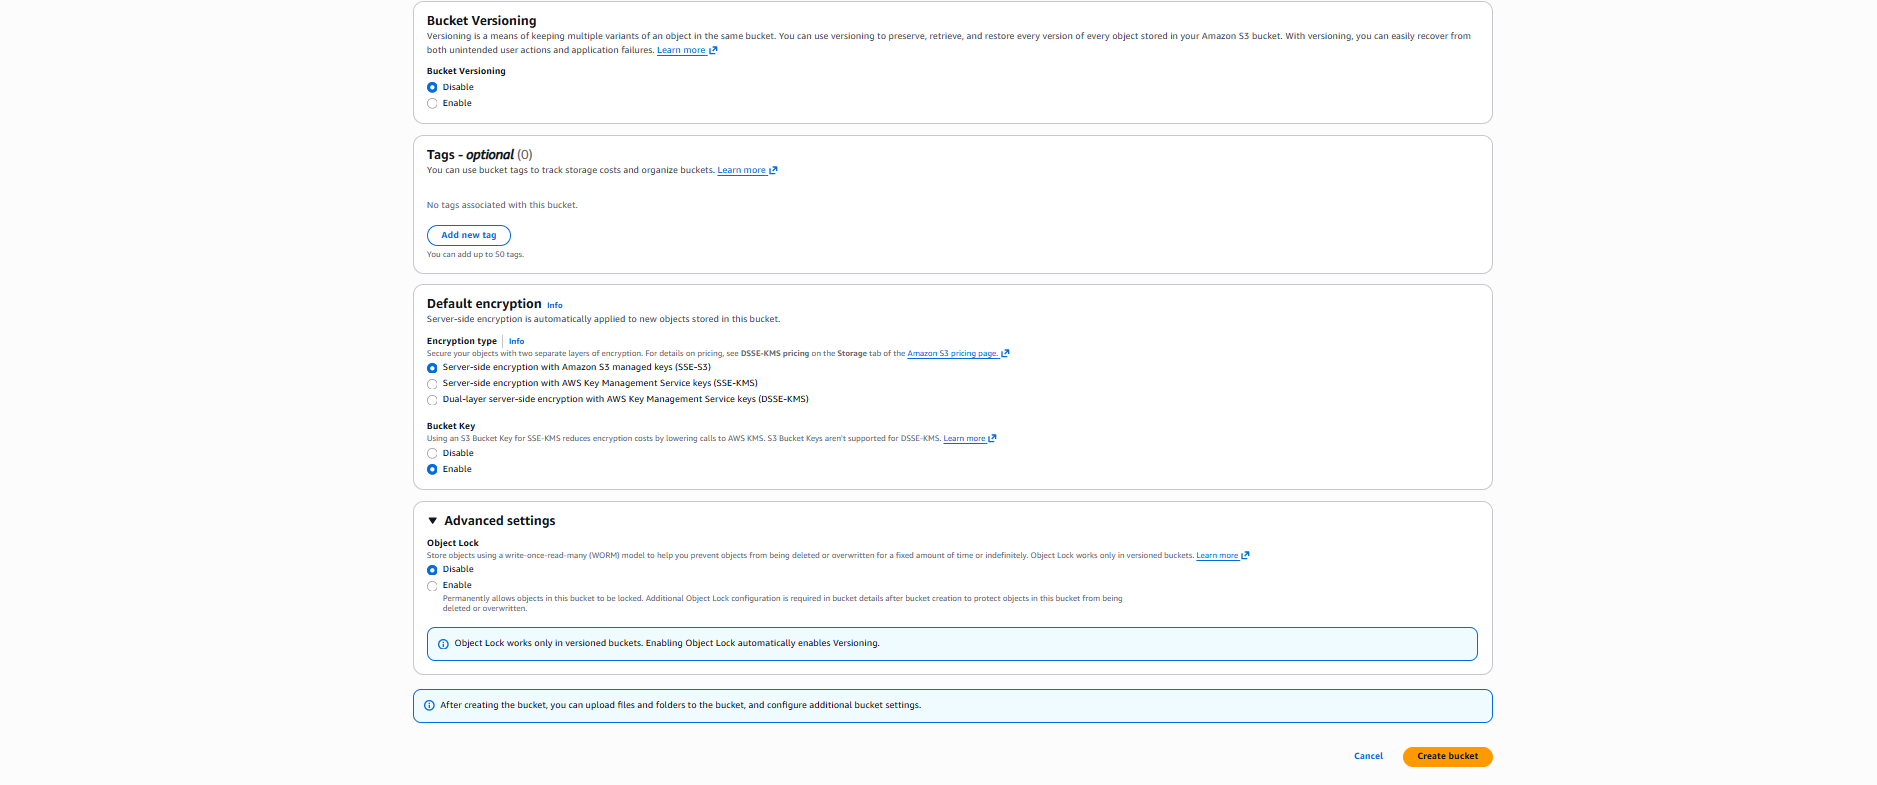 Bucket Versioning
Versioning is a means of keeping multiple variants of an object in the same bucket. You can use versioning to preserve, retrieve, and restore every version of every object stored in your Amazon S3 bucket. With versioning, you can easily recover from
both unintended user actions and application failures. Learn more
Bucket Versioning
Disable
Enable
Tags - optional (0)
You can use bucket tags to track storage costs and organize buckets. Learn more
No tags associated with this bucket.
Add new tag
You can add up to 50 tags.
Default encryption Info
Server-side encryption is automatically applied to new objects stored in this bucket.
Encryption type Info
Secure your objects with two separate layers of encryption. For details on pricing, see DSSE-KMS pricing on the Storage tab of the Amazon S3 pricing page.
Server-side encryption with Amazon S3 managed keys (SSE-S3)
Server-side encryption with AWS Key Management Service keys (SSE-KMS)
Dual-layer server-side encryption with AWS Key Management Service keys (DSSE-KMS)
Bucket Key
Using an S3 Bucket Key for SSE-KMS reduces encryption costs by lowering calls to AWS KMS. S3 Bucket Keys aren't supported for DSSE-KMS. Learn more
Disable
Enable
Advanced settings
Object Lock
Store objects using a write-once-read-many (WORM) model to help you prevent objects from being deleted or overwritten for a fixed amount of time or indefinitely. Object Lock works only in versioned buckets. Learn more
Disable
Enable
Permanently allows objects in this bucket to be locked. Additional Object Lock configuration is required in bucket details after bucket creation to protect objects in this bucket from being
deleted or overwritten.
Object Lock works only in versioned buckets. Enabling Object Lock automatically enables Versioning.
After creating the bucket, you can upload files and folders to the bucket, and configure additional bucket settings.
Cancel Create bucket